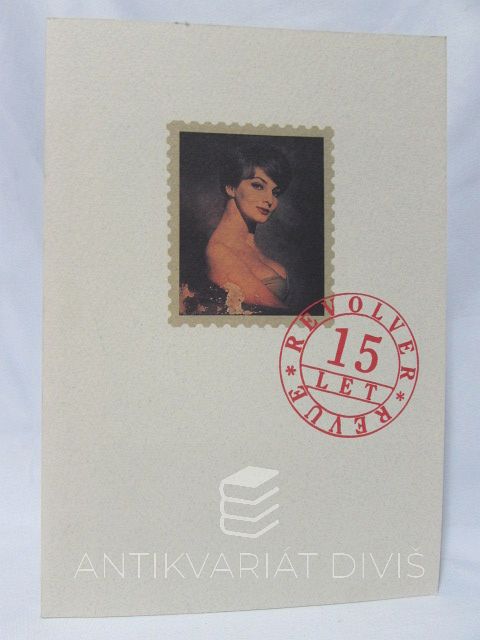 REVOLVER
15
LET
* REVUE *
ANTIKVARIÁT DIVIŠ